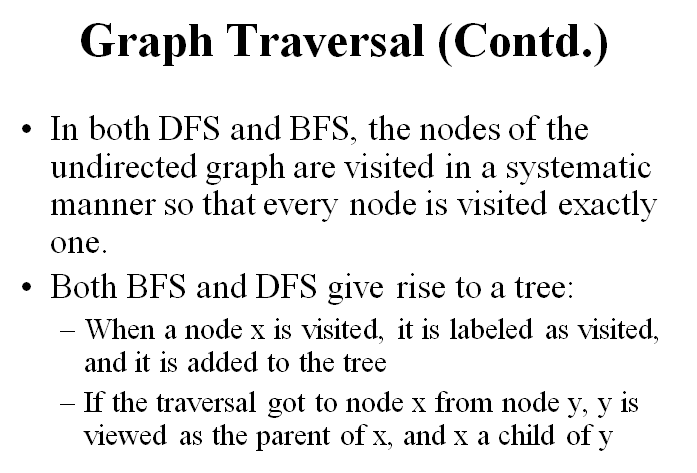 Graph Traversal (Contd.)
• In both DFS and BFS, the nodes of the
undirected graph are visited in a systematic
manner so that every node is visited exactly
one.
• Both BFS and DFS give rise to a tree:
– When a node x is visited, it is labeled as visited,
and it is added to the tree
– If the traversal got to node x from node y, y is
viewed as the parent of x, and x a child of y